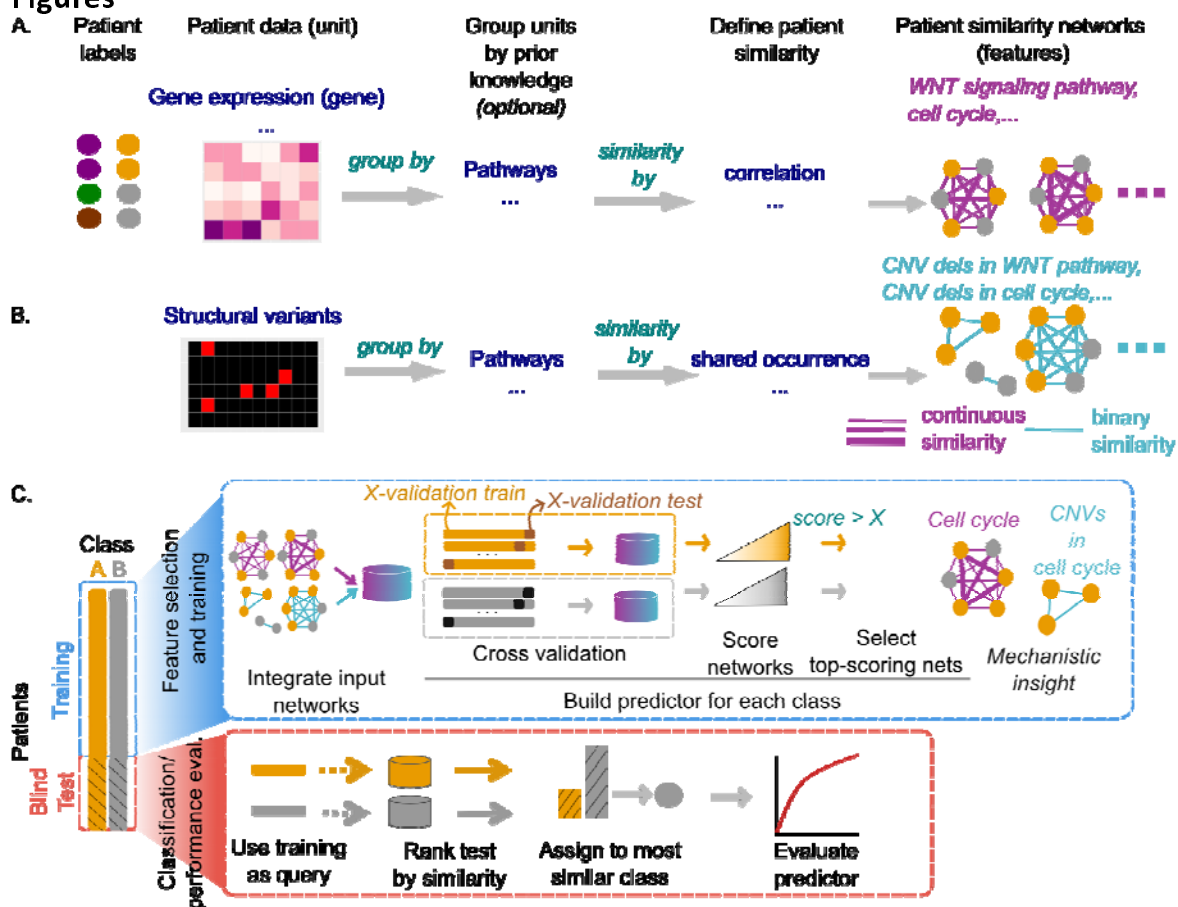 Figures
A.
Patient
labels
Patient data (unit)
Group units
by prior
knowledge
(optional)
Define patient
similarity
Patient similarity networks
(features)
Gene expression (gene)
...
group by
Pathways
...
similarity
by
correlation
...
WNT signaling pathway,
cell cycle,...
B.
Structural variants
group by
Pathways
...
similarity
by
shared occurrence
...
CNV dels in WNT pathway,
CNV dels in cell cycle,...
continuous
similarity
binary
similarity
C.
Class
A B
Patients
Training
Blind
Test
Feature selection
and training
X-validation train
X-validation test
score > X
Cell cycle
CNVs
in
cell cycle
Integrate input
networks
Cross validation
Score
networks
Select
top-scoring nets
Mechanistic
insight
Build predictor for each class
Classification/
performance eval.
Use training
as query
Rank test
by similarity
Assign to most
similar class
Evaluate
predictor